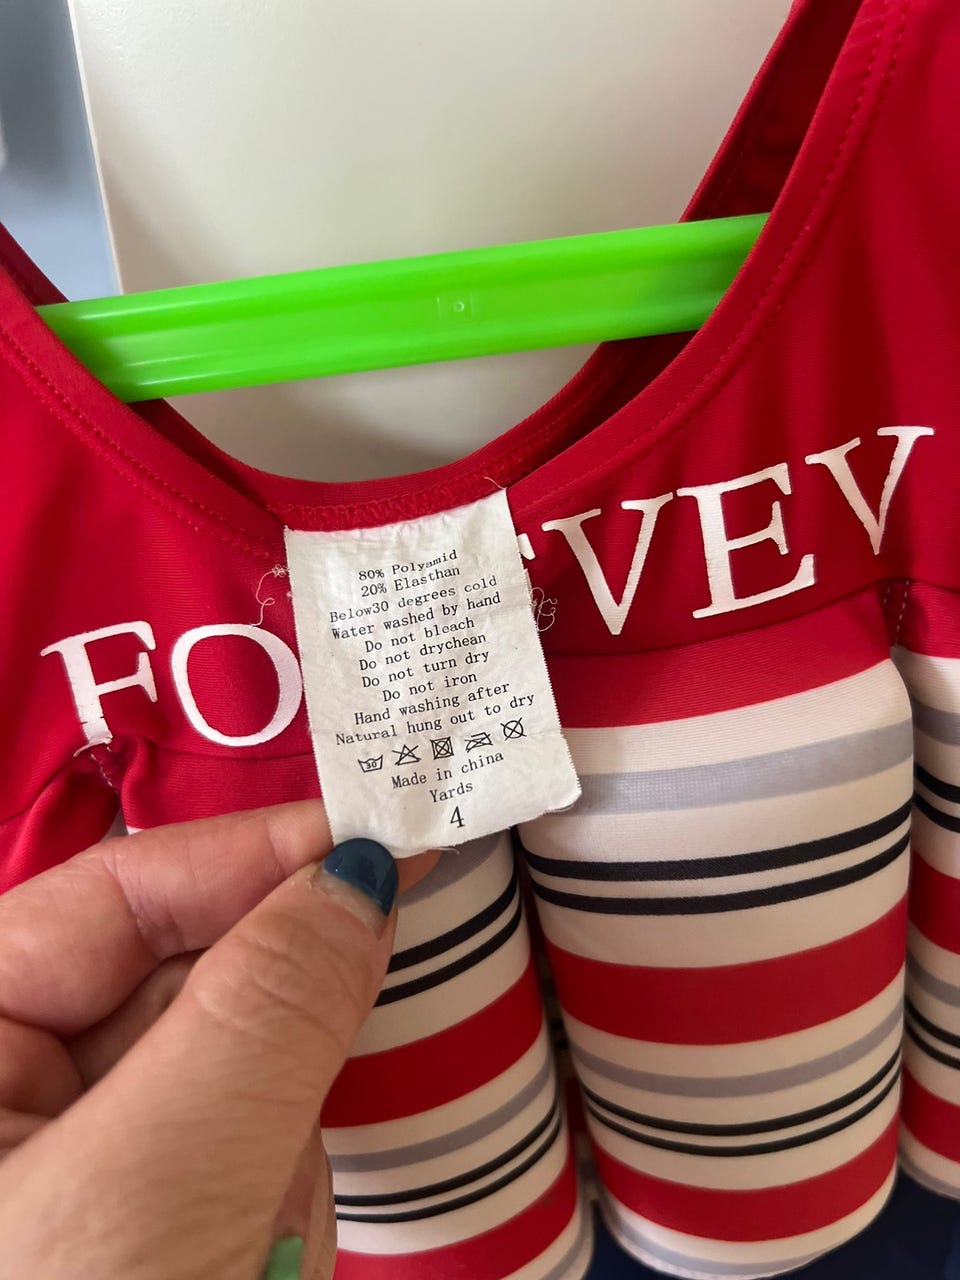 FO VEV
80% Polyamid
20% Elasthan
Below30 degrees cold
Water washed by hand
Do not bleach
Do not drychean
Do not turn dry
Do not iron
Hand washing after
Natural hung out to dry
30
Made in china
Yards
4